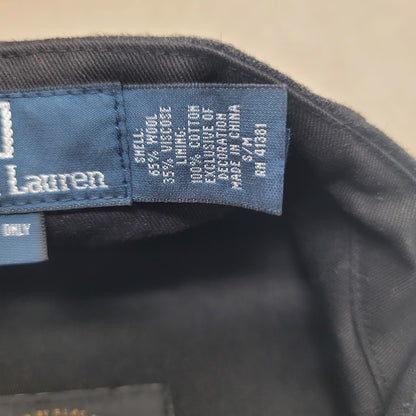 Lauren
ONLY
SHELL:
65% WOOL
35% VISCOSE
LINING:
100% COTTON
EXCLUSIVE OF
DECORATION
MADE IN CHINA
S/M
RN 41381